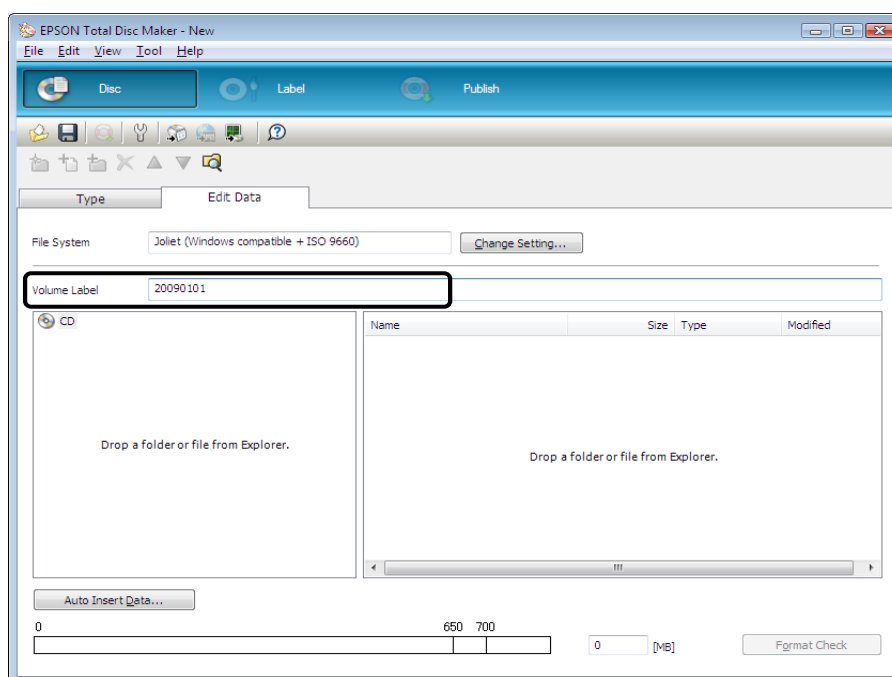 EPSON Total Disc Maker - New
File Edit View Tool Help
Disc Label Publish
Type Edit Data
File System Joliet (Windows compatible + ISO 9660) Change Setting...
Volume Label 20090101
CD Name Size Type Modified
Drop a folder or file from Explorer.
Drop a folder or file from Explorer.
Auto Insert Data...
0 650 700
0 [MB] Format Check